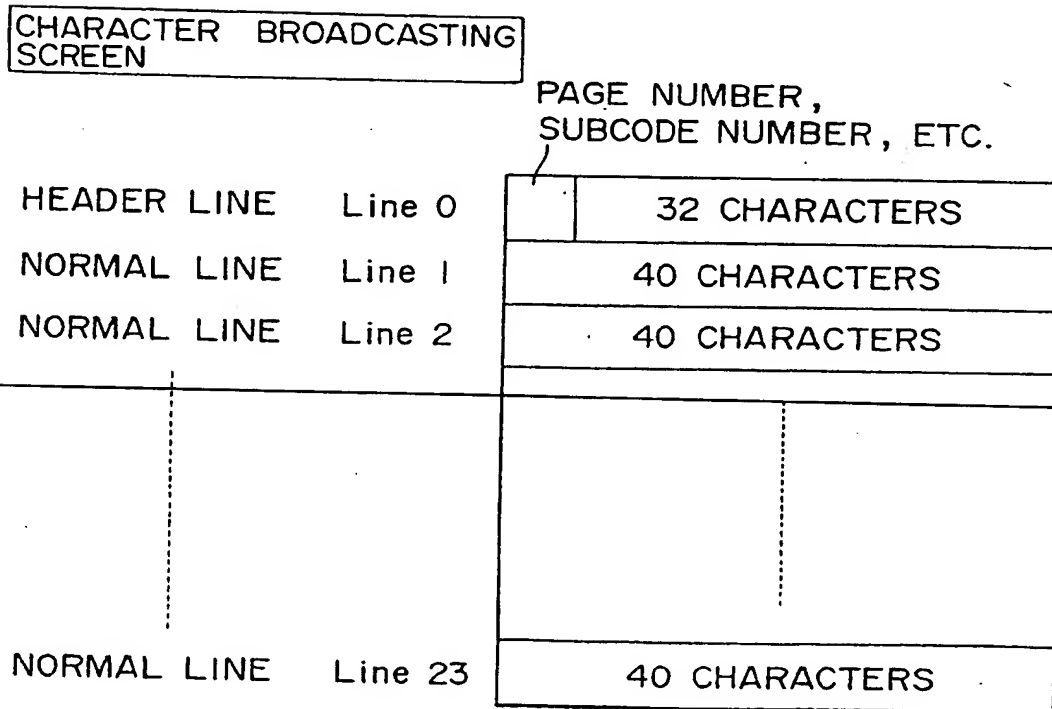 CHARACTER BROADCASTING
SCREEN
PAGE NUMBER,
SUBCODE NUMBER, ETC.
HEADER LINE Line 0 32 CHARACTERS
NORMAL LINE Line 1 40 CHARACTERS
NORMAL LINE Line 2 40 CHARACTERS
NORMAL LINE Line 23 40 CHARACTERS